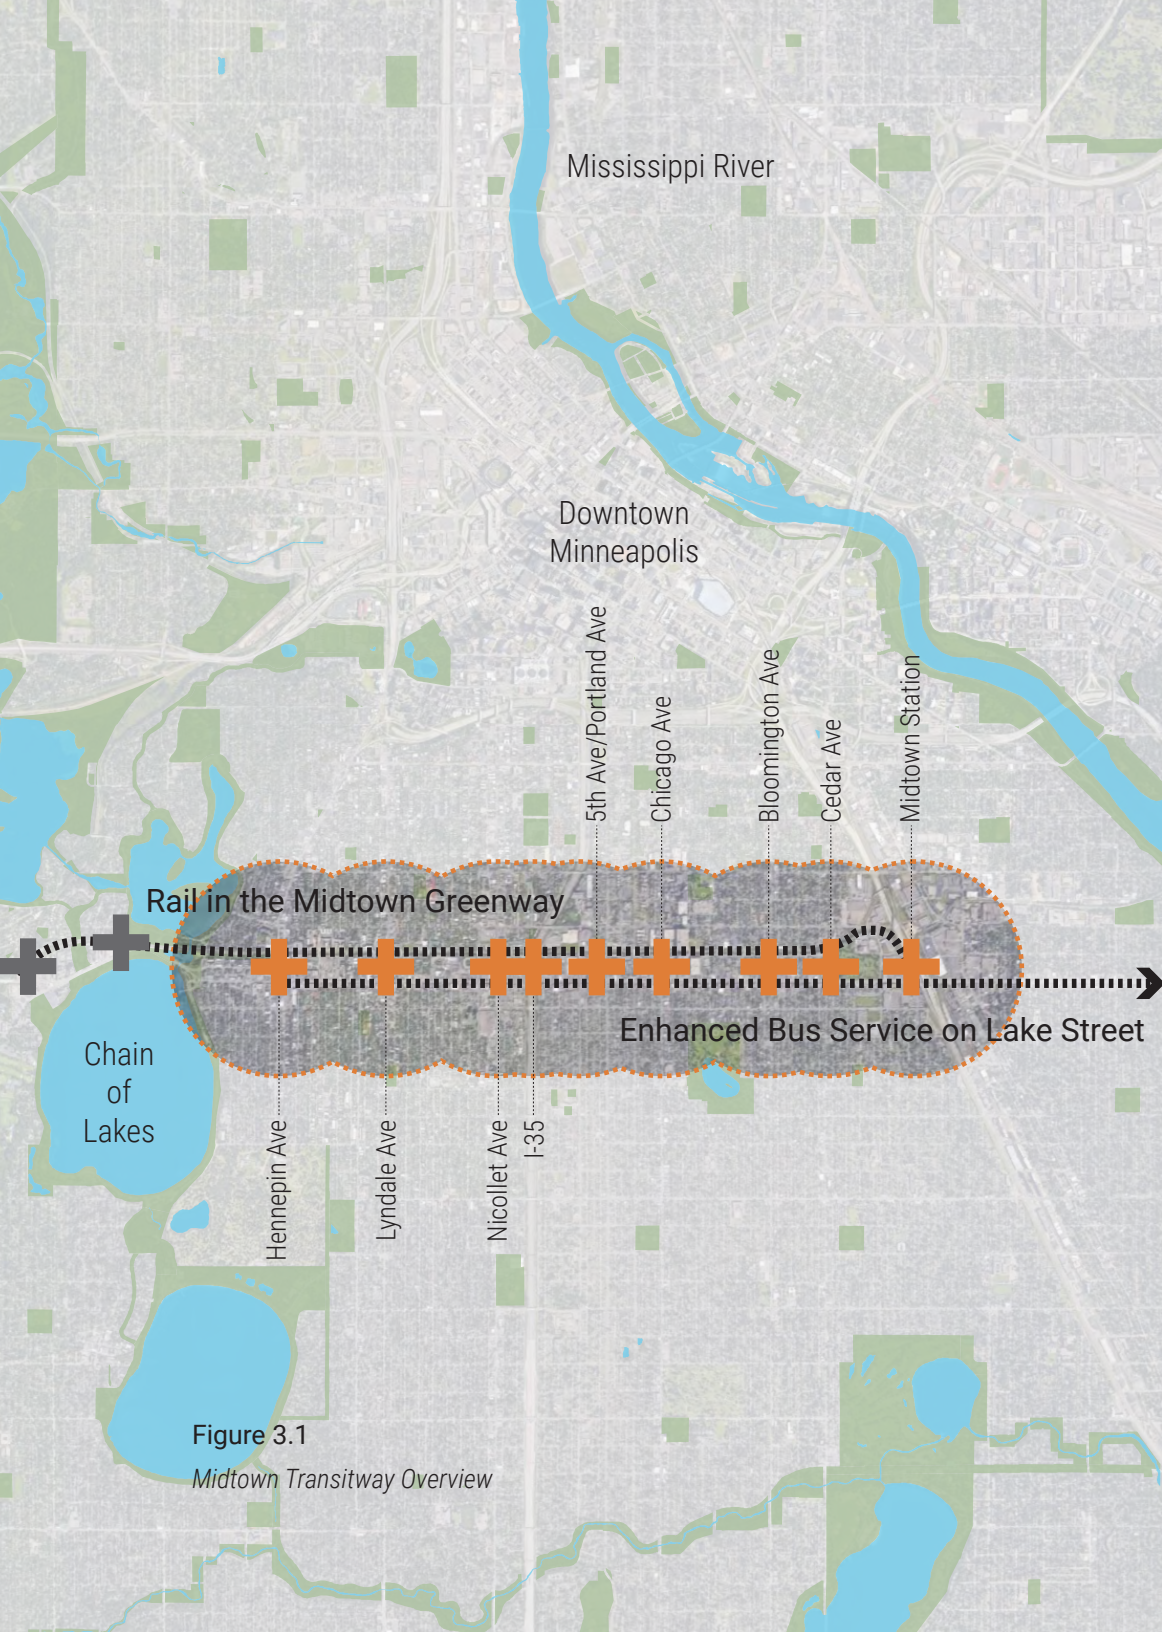 Mississippi River
Downtown
Minneapolis
5th Ave/Portland Ave
Chicago Ave
Bloomington Ave
Cedar Ave
Midtown Station
Rail in the Midtown Greenway
Enhanced Bus Service on Lake Street
Chain
of
Lakes
Hennepin Ave
Lyndale Ave
Nicollet Ave
I-35
Figure 3.1
Midtown Transitway Overview